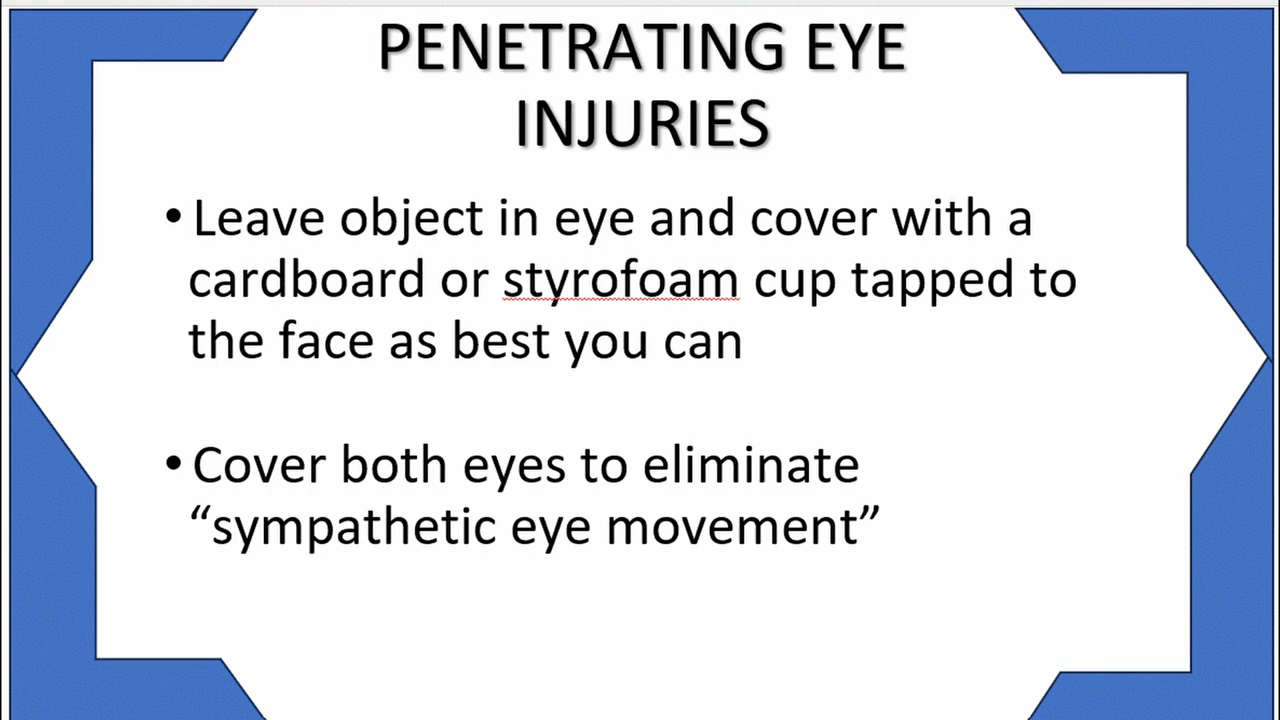 PENETRATING EYE
INJURIES
•Leave object in eye and cover with a
cardboard or styrofoam cup tapped to
the face as best you can
•Cover both eyes to eliminate
“sympathetic eye movement”